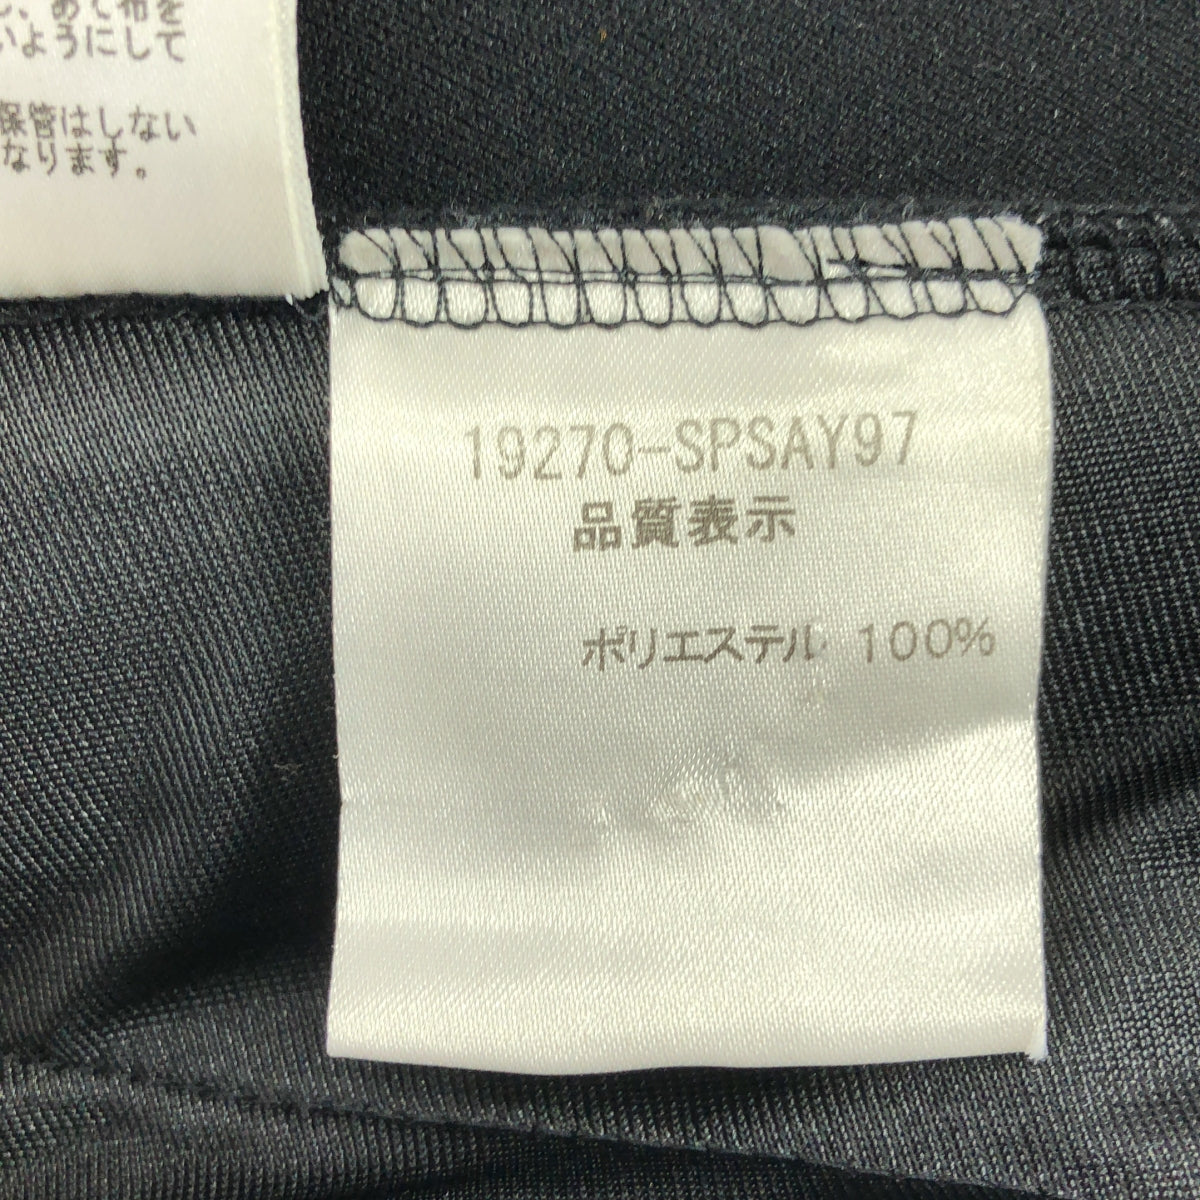 あて布を
いようにして
保管はしない
なります。
19270-SPSAY97
品質表示
ポリエステル 100%